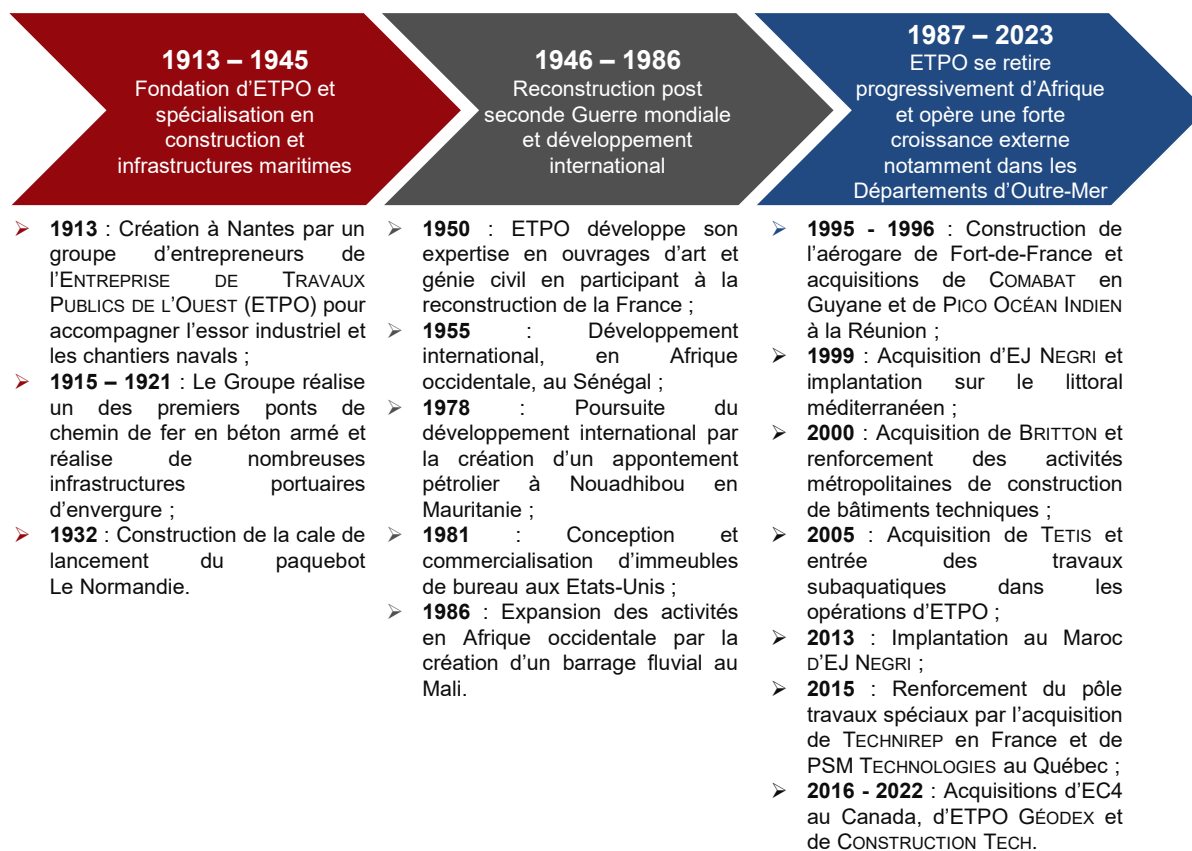 1913 – 1945
Fondation d’ETPO et
spécialisation en
construction et
infrastructures maritimes
1946 – 1986
Reconstruction post
seconde Guerre mondiale
et développement
international
1987 – 2023
ETPO se retire
progressivement d’Afrique
et opère une forte
croissance externe
notamment dans les
Départements d’Outre-Mer
➢ 1913 : Création à Nantes par un
groupe d’entrepreneurs de
l’ENTREPRISE DE TRAVAUX
PUBLICS DE L’OUEST (ETPO) pour
accompagner l’essor industriel et
les chantiers navals ;
➢ 1915 – 1921 : Le Groupe réalise
un des premiers ponts de
chemin de fer en béton armé et
réalise de nombreuses
infrastructures portuaires
d’envergure ;
➢ 1932 : Construction de la cale de
lancement du paquebot
Le Normandie.
➢ 1950 : ETPO développe son
expertise en ouvrages d’art et
génie civil en participant à la
reconstruction de la France ;
➢ 1955 : Développement
international, en Afrique
occidentale, au Sénégal ;
➢ 1978 : Poursuite du
développement international par
la création d’un appontement
pétrolier à Nouadhibou en
Mauritanie ;
➢ 1981 : Conception et
commercialisation d’immeubles
de bureau aux Etats-Unis ;
➢ 1986 : Expansion des activités
en Afrique occidentale par la
création d’un barrage fluvial au
Mali.
➢ 1995 - 1996 : Construction de
l’aérogare de Fort-de-France et
acquisitions de COMABAT en
Guyane et de PICO OCÉAN INDIEN
à la Réunion ;
➢ 1999 : Acquisition d’EJ NEGRI et
implantation sur le littoral
méditerranéen ;
➢ 2000 : Acquisition de BRITTON et
renforcement des activités
métropolitaines de construction
de bâtiments techniques ;
➢ 2005 : Acquisition de TETIS et
entrée des travaux
subaquatiques dans les
opérations d’ETPO ;
➢ 2013 : Implantation au Maroc
D’EJ NEGRI ;
➢ 2015 : Renforcement du pôle
travaux spéciaux par l’acquisition
de TECHNIREP en France et de
PSM TECHNOLOGIES au Québec ;
➢ 2016 - 2022 : Acquisitions d’EC4
au Canada, d’ETPO GÉODEX et
de CONSTRUCTION TECH.